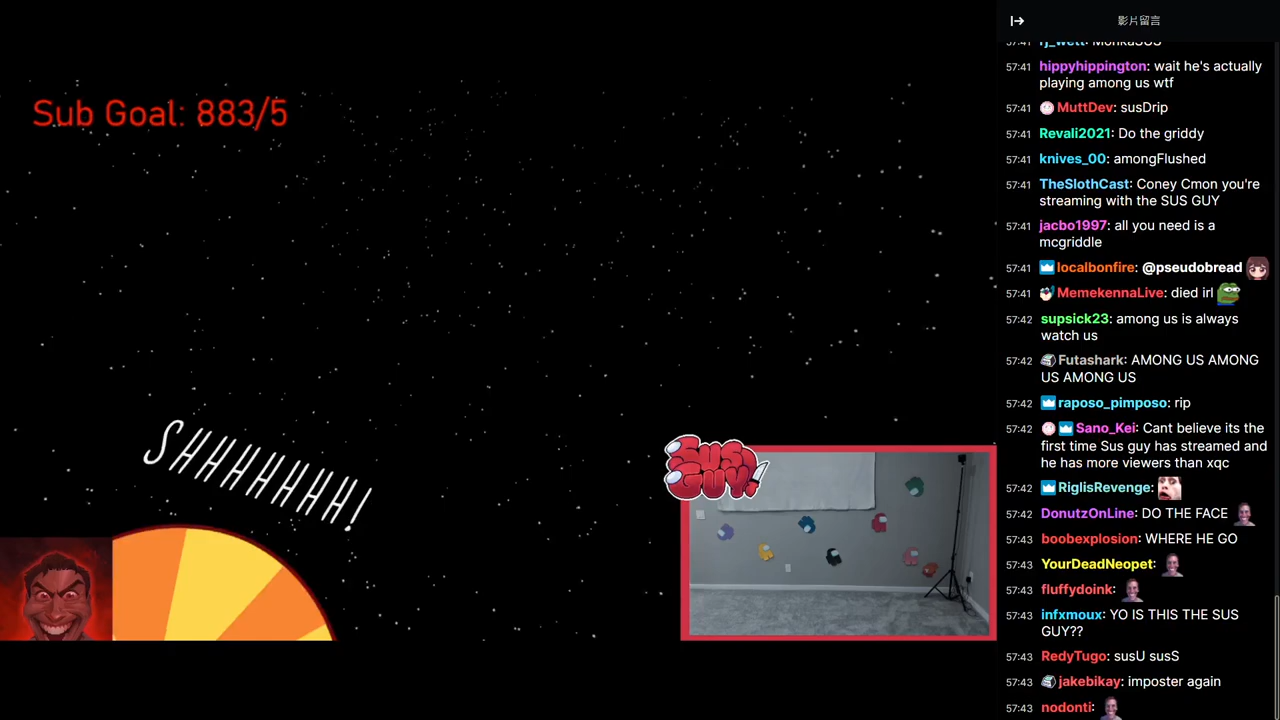 Sub Goal: 883/5
SHHHHHHH!
SUS
GUY
影片留言
57:41 rj_wett: MonkaSUS
57:41 hippyhippington: wait he's actually
playing among us wtf
57:41 MuttDev: susDrip
57:41 Revali2021: Do the griddy
57:41 knives_00: amongFlushed
57:41 TheSlothCast: Coney Cmon you're
streaming with the SUS GUY
57:41 jacbo1997: all you need is a
mcgriddle
57:41 localbonfire: @pseudobread
57:41 MemekennaLive: died irl
57:42 supsick23: among us is always
watch us
57:42 Futashark: AMONG US AMONG
US AMONG US
57:42 raposo_pimposo: rip
57:42 Sano_Kei: Cant believe its the
first time Sus guy has streamed and
he has more viewers than xqc
57:42 RiglisRevenge:
57:42 DonutzOnLine: DO THE FACE
57:43 boobexplosion: WHERE HE GO
57:43 YourDeadNeopet:
57:43 fluffydoink:
57:43 infxmoux: YO IS THIS THE SUS
GUY??
57:43 RedyTugo: susU susS
57:43 jakebikay: imposter again
57:43 nodonti: